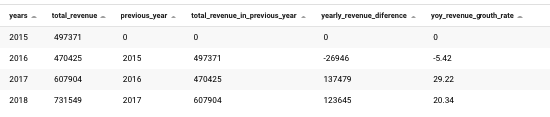 years total_revenue previous_year total_revenue_in_previous_year yearly_revenue_diference yoy_revenue_grouth_rate
2015 497371 0 0 0 0
2016 470425 2015 497371 -26946 -5.42
2017 607904 2016 470425 137479 29.22
2018 731549 2017 607904 123645 20.34